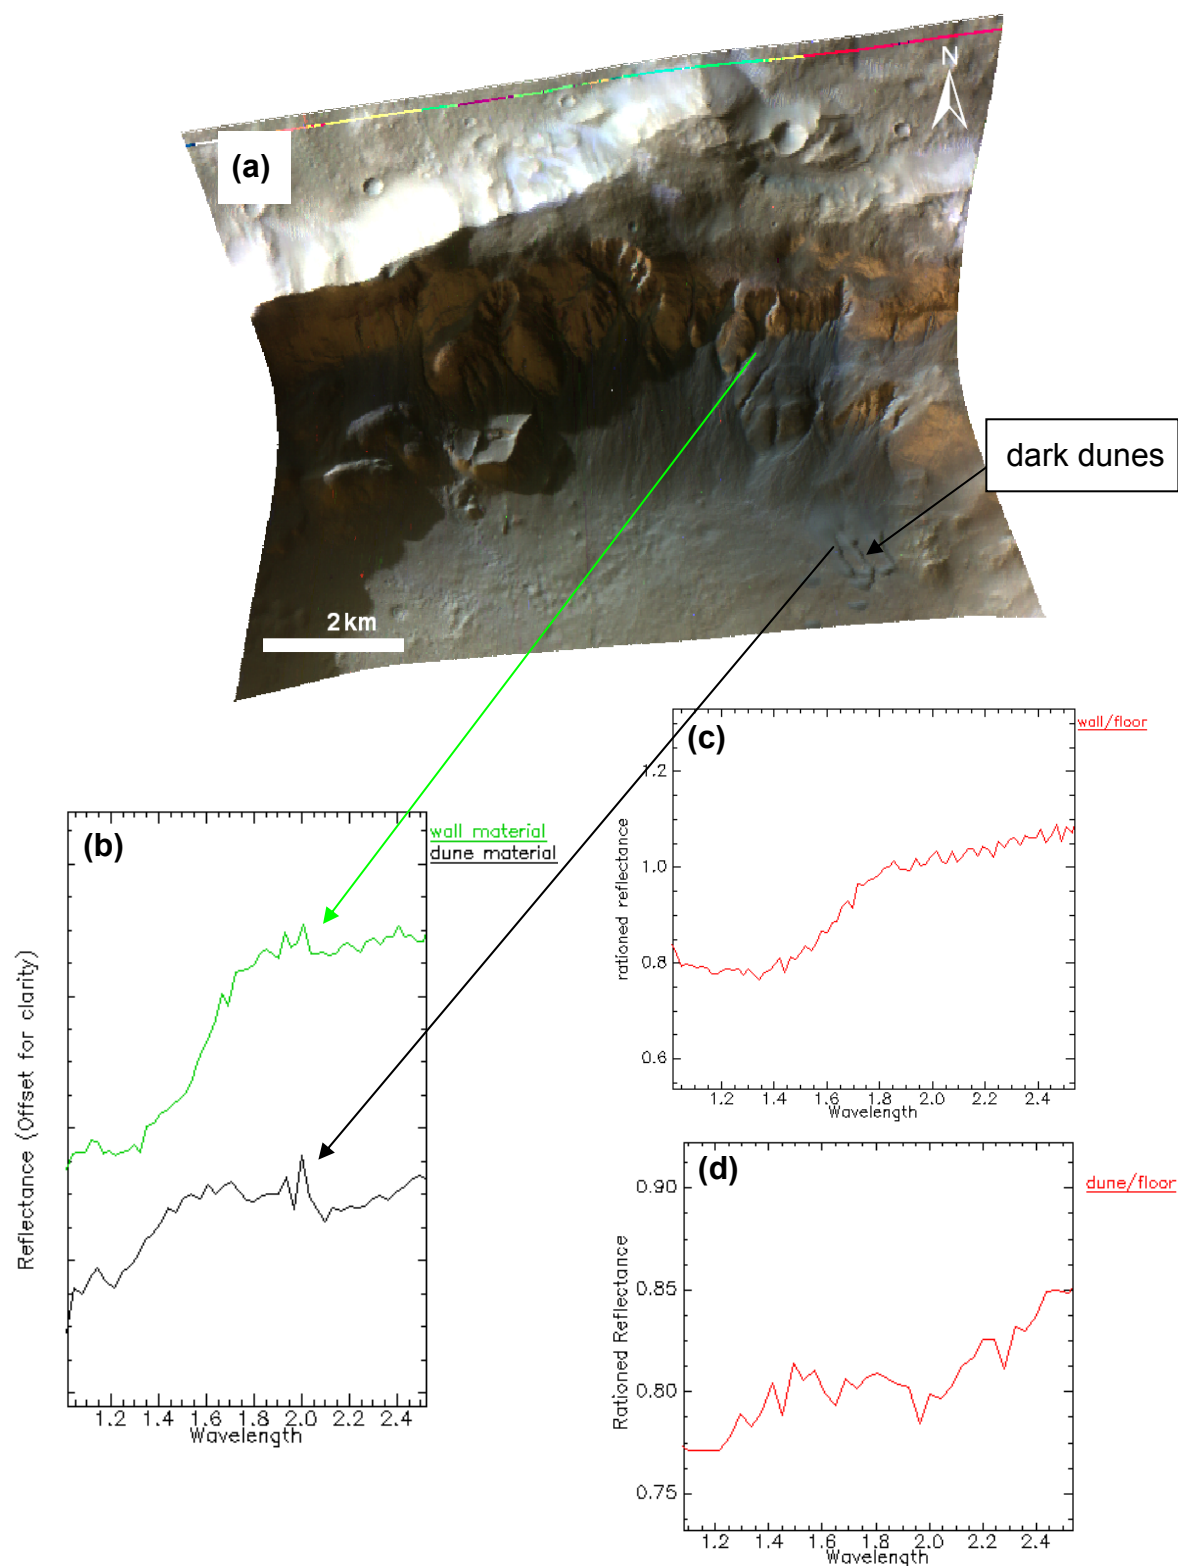 (a)
N
dark dunes
2 km
(b)
wall material
dune material
Reflectance (Offset for clarity)
1.2 1.4 1.6 1.8 2.0 2.2 2.4
Wavelength
(c)
wall/floor
rationed reflectance
1.2
1.0
0.8
0.6
1.2 1.4 1.6 1.8 2.0 2.2 2.4
Wavelength
(d)
dune/floor
Rationed Reflectance
0.90
0.85
0.80
0.75
1.2 1.4 1.6 1.8 2.0 2.2 2.4
Wavelength